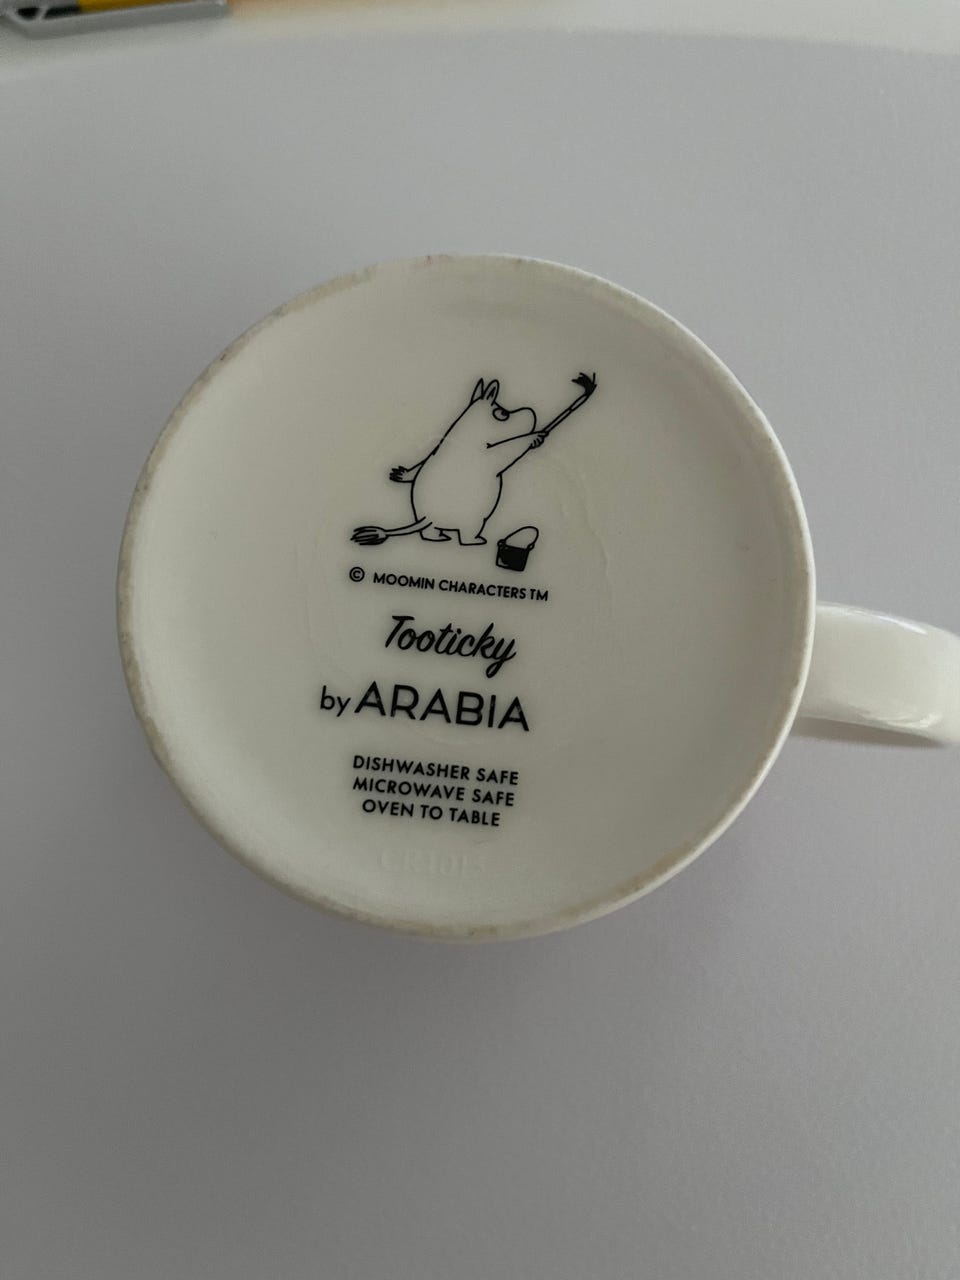 © MOOMIN CHARACTERS TM
Tooticky
by ARABIA
DISHWASHER SAFE
MICROWAVE SAFE
OVEN TO TABLE